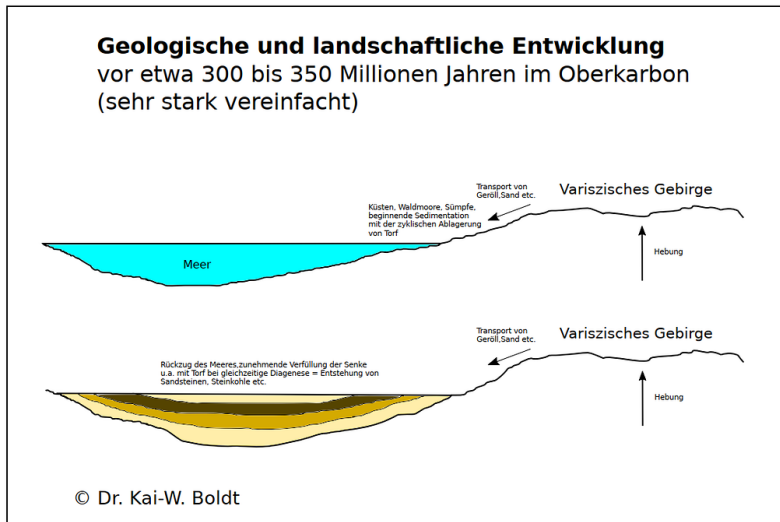 Geologische und landschaftliche Entwicklung
vor etwa 300 bis 350 Millionen Jahren im Oberkarbon
(sehr stark vereinfacht)
Transport von
Geröll,Sand etc.
Variszisches Gebirge
Küsten, Waldmoore, Sümpfe,
beginnende Sedimentation
mit der zyklischen Ablagerung
von Torf
Meer
Hebung
Transport von
Geröll,Sand etc.
Variszisches Gebirge
Rückzug des Meeres,zunehmende Verfüllung der Senke
u.a. mit Torf bei gleichzeitige Diagenese = Entstehung von
Sandsteinen, Steinkohle etc.
Hebung
© Dr. Kai-W. Boldt